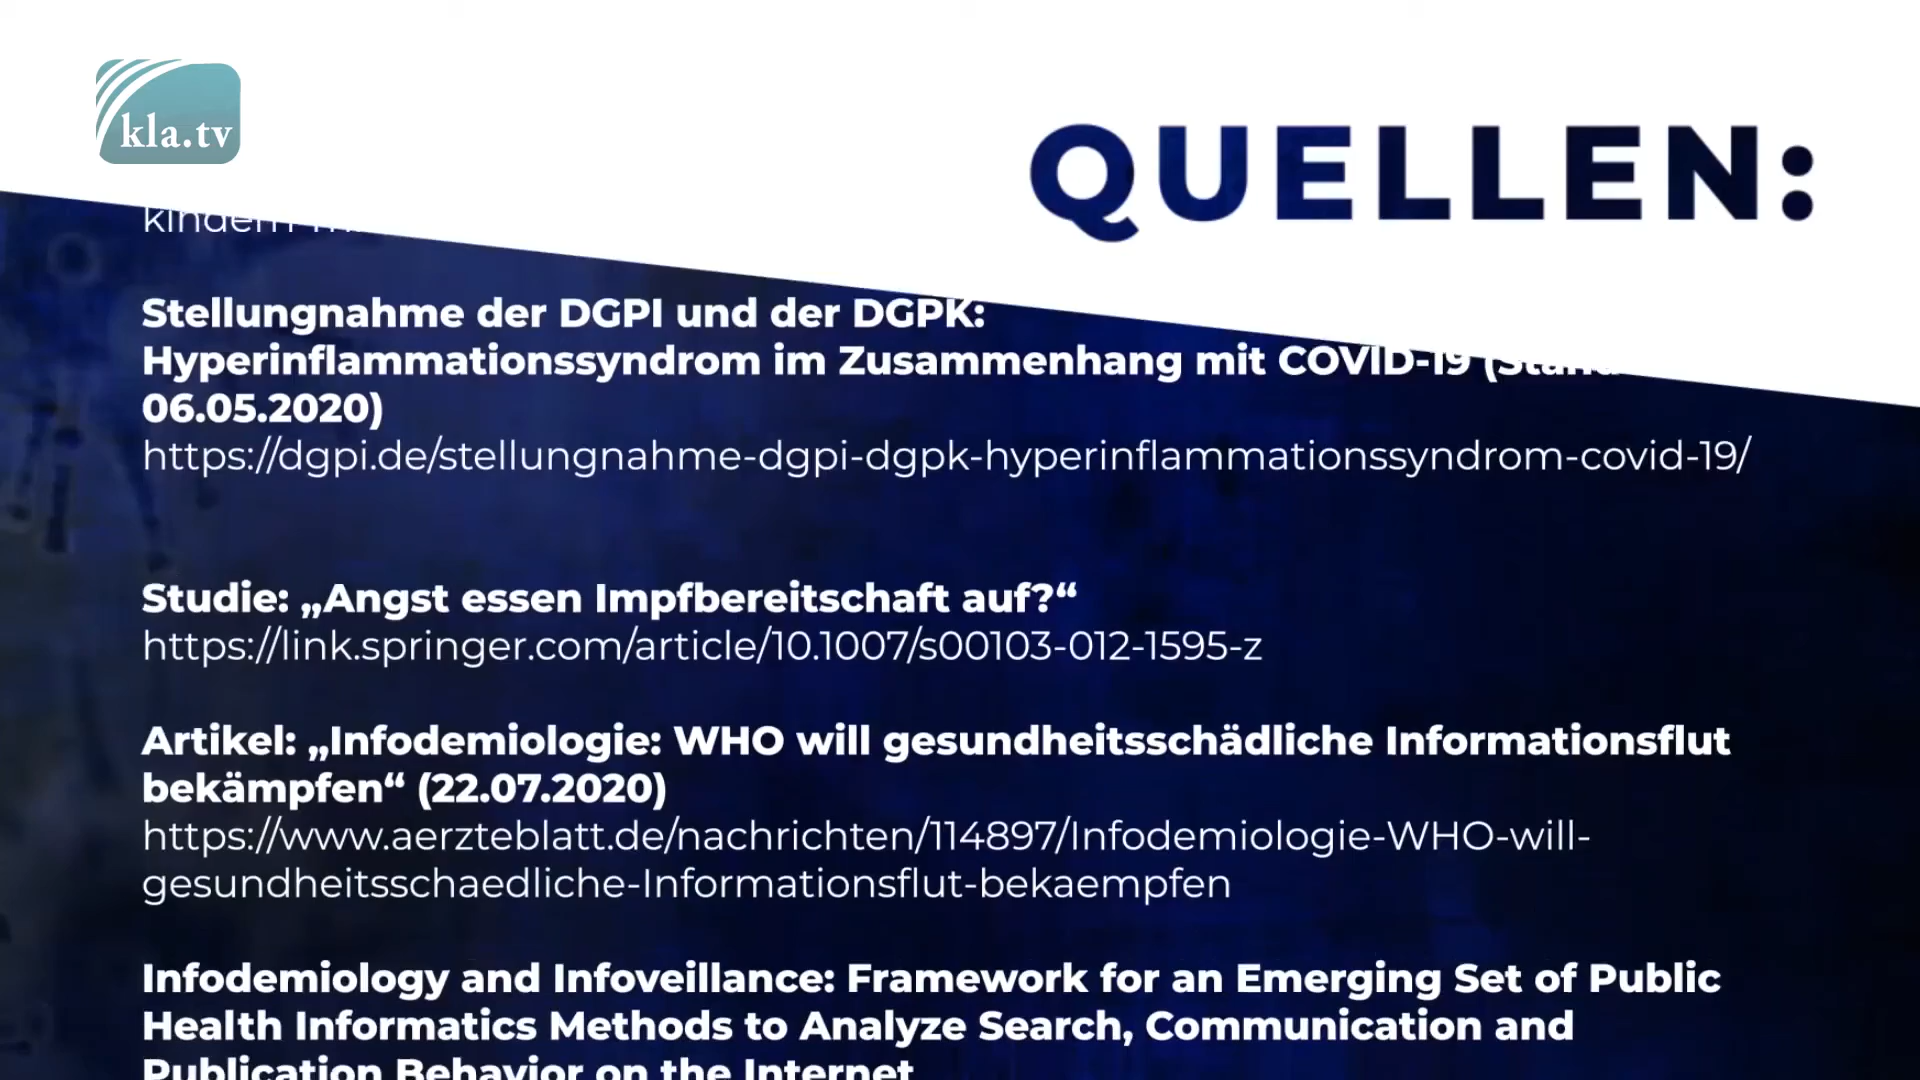 kla.tv
QUELLEN:
Stellungnahme der DGPI und der DGPK:
Hyperinflammationssyndrom im Zusammenhang mit COVID-19 (Stand
06.05.2020)
https://dgpi.de/stellungnahme-dgpi-dgpk-hyperinflammationssyndrom-covid-19/
Studie: „Angst essen Impfbereitschaft auf?“
https://link.springer.com/article/10.1007/s00103-012-1595-z
Artikel: „Infodemiologie: WHO will gesundheitsschädliche Informationsflut
bekämpfen“ (22.07.2020)
https://www.aerzteblatt.de/nachrichten/114897/Infodemiologie-WHO-will-
gesundheitsschaedliche-Informationsflut-bekaempfen
Infodemiology and Infoveillance: Framework for an Emerging Set of Public
Health Informatics Methods to Analyze Search, Communication and
Publication Behavior on the Internet